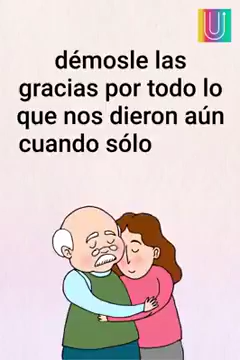 démosle las
gracias por todo lo
que nos dieron aún
cuando sólo